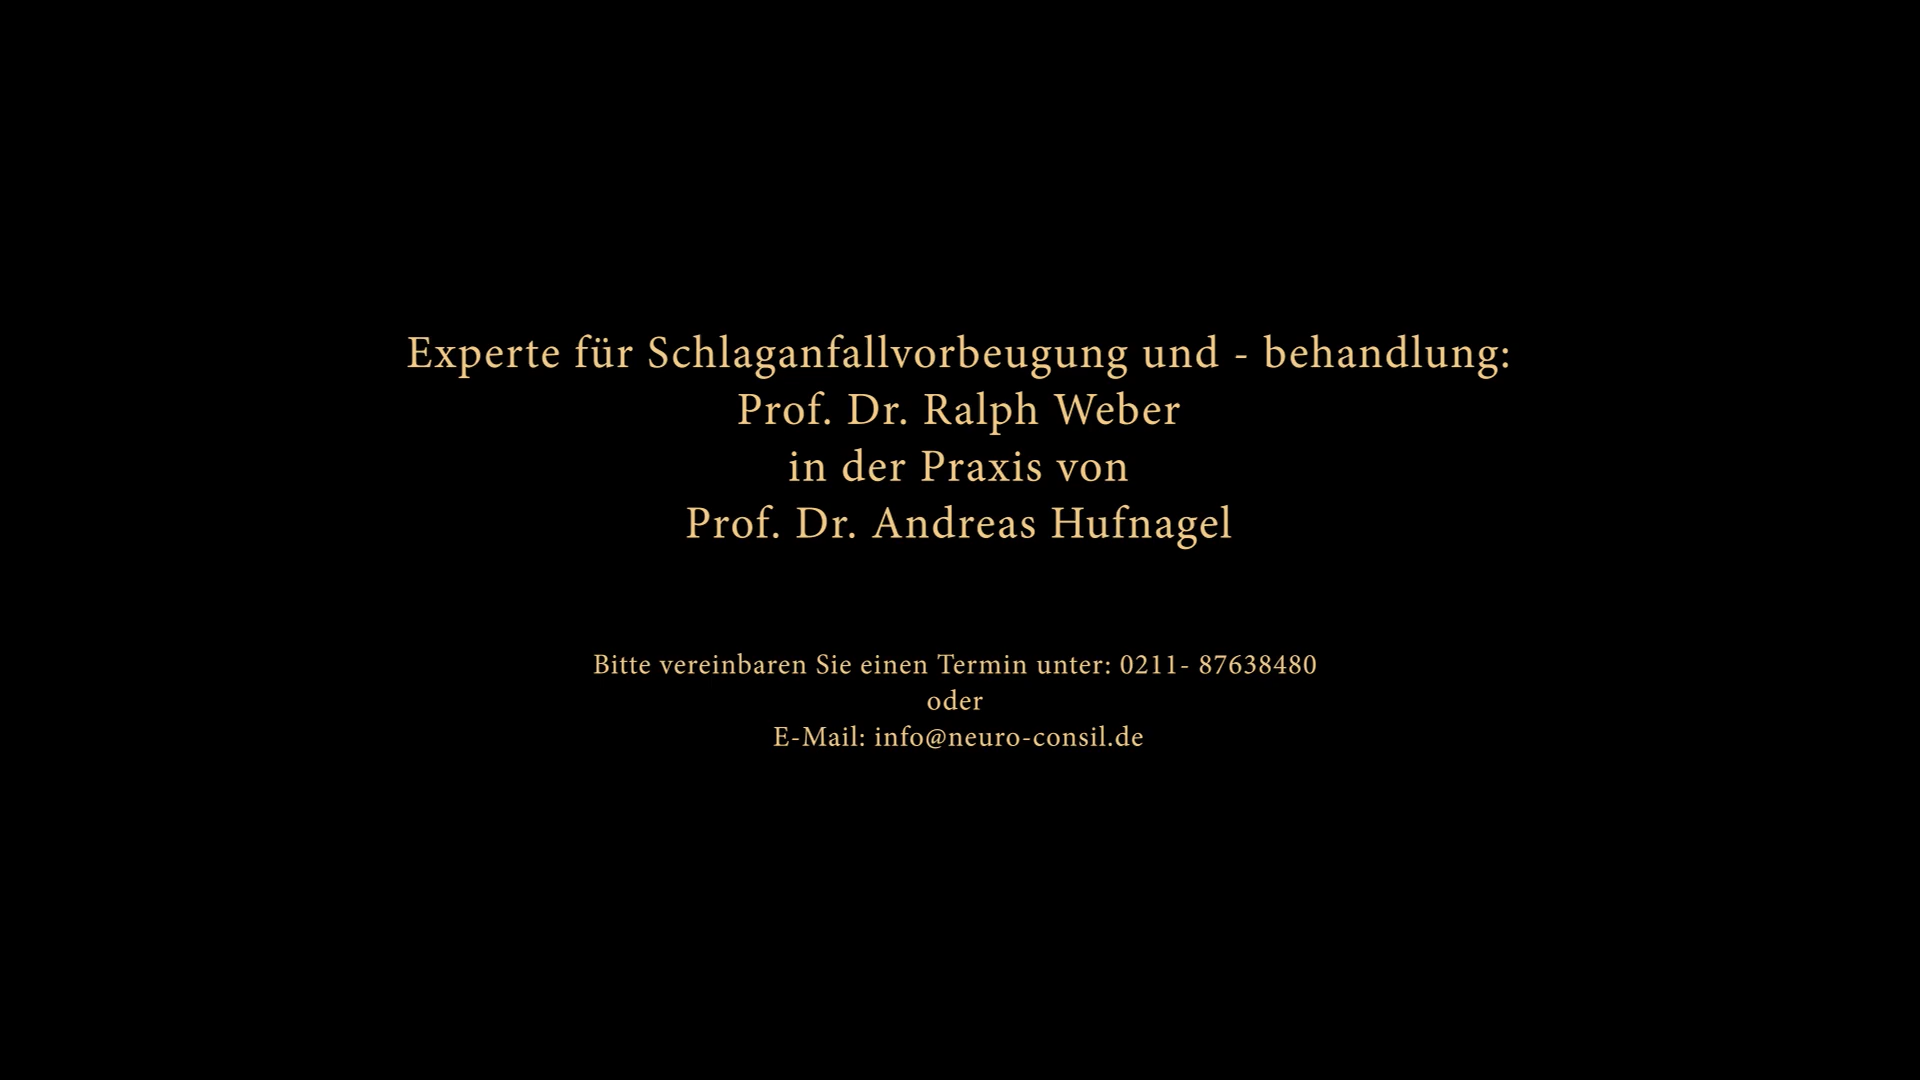 Experte für Schlaganfallvorbeugung und - behandlung:
Prof. Dr. Ralph Weber
in der Praxis von
Prof. Dr. Andreas Hufnagel
Bitte vereinbaren Sie einen Termin unter: 0211- 87638480
oder
E-Mail: info@neuro-consil.de